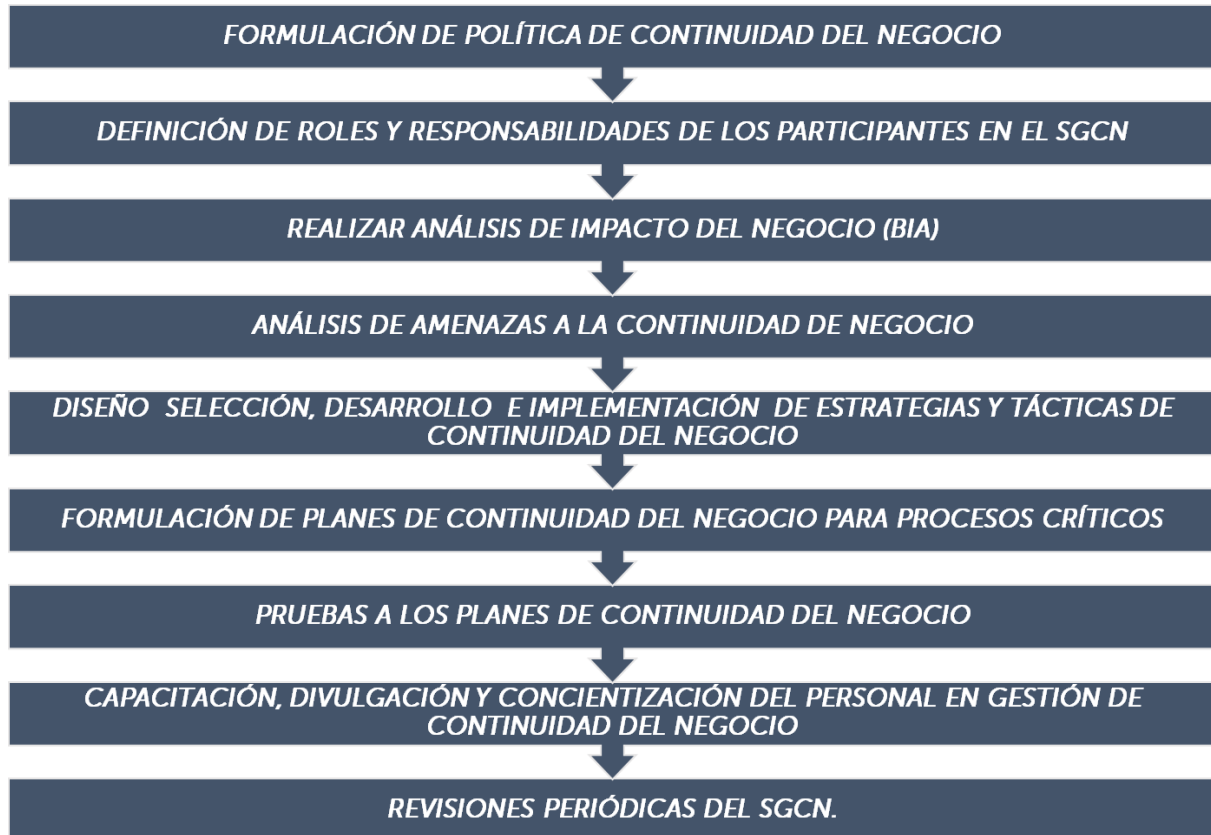 FORMULACIÓN DE POLÍTICA DE CONTINUIDAD DEL NEGOCIO
DEFINICIÓN DE ROLES Y RESPONSABILIDADES DE LOS PARTICIPANTES EN EL SGCN
REALIZAR ANÁLISIS DE IMPACTO DEL NEGOCIO (BIA)
ANÁLISIS DE AMENAZAS A LA CONTINUIDAD DE NEGOCIO
DISEÑO SELECCIÓN, DESARROLLO E IMPLEMENTACIÓN DE ESTRATEGIAS Y TÁCTICAS DE
CONTINUIDAD DEL NEGOCIO
FORMULACIÓN DE PLANES DE CONTINUIDAD DEL NEGOCIO PARA PROCESOS CRÍTICOS
PRUEBAS A LOS PLANES DE CONTINUIDAD DEL NEGOCIO
CAPACITACIÓN, DIVULGACIÓN Y CONCIENTIZACIÓN DEL PERSONAL EN GESTIÓN DE
CONTINUIDAD DEL NEGOCIO
REVISIONES PERIÓDICAS DEL SGCN.